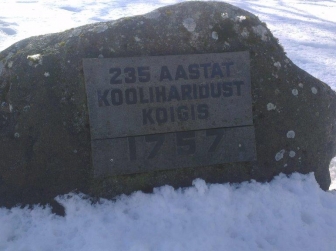 235 AASTAT
KOOLIHARIDUST
KOIGIS
1757